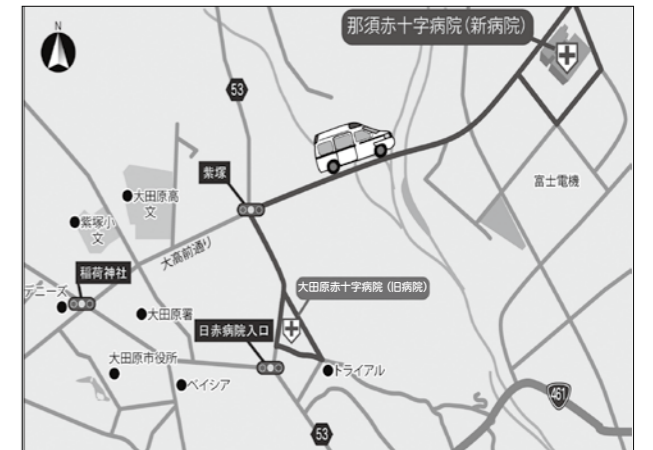 N
那須赤十字病院(新病院)
53
紫塚
大田原高
文
富士電機
紫塚小
文
大高前通り
稲荷神社
デニーズ
大田原赤十字病院(旧病院)
大田原署
日赤病院入口
大田原市役所
トライアル
ベイシア
461
53